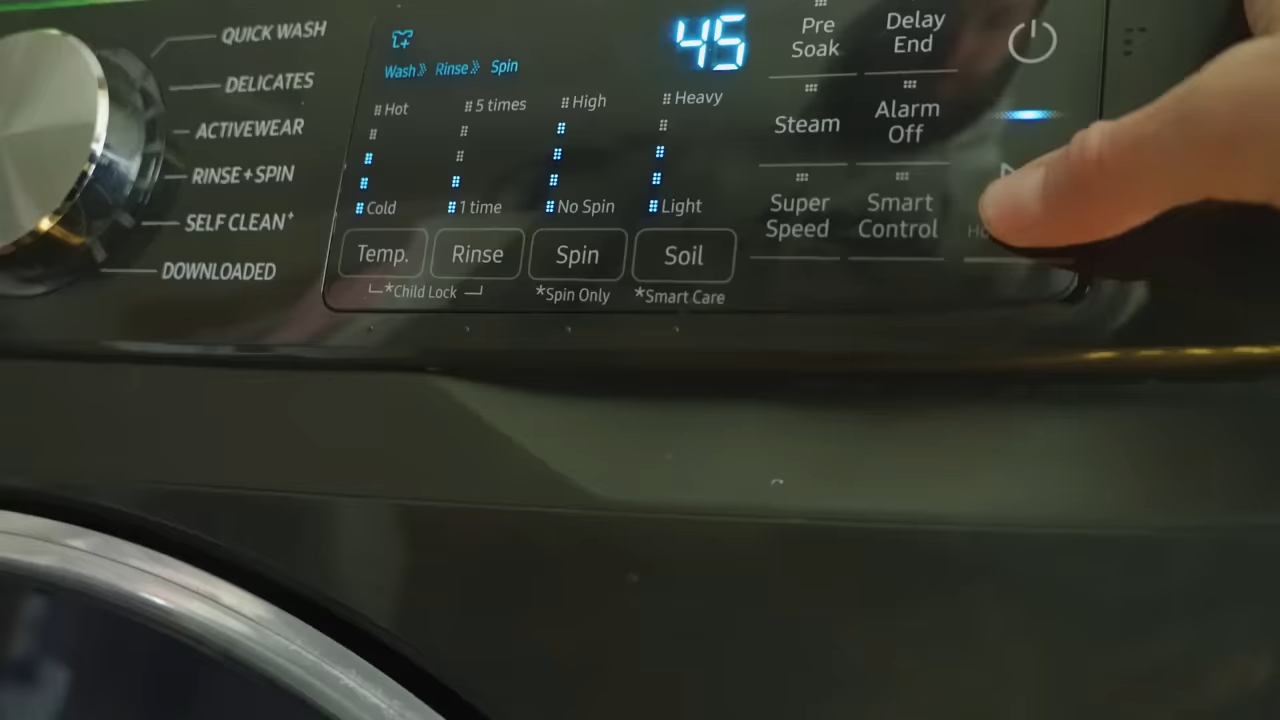 QUICK WASH
DELICATES
ACTIVEWEAR
RINSE+SPIN
SELF CLEAN+
DOWNLOADED
45
Wash Rinse Spin
Hot 5 times High Heavy
Cold 1 time No Spin Light
Temp. Rinse Spin Soil
*Child Lock *Spin Only *Smart Care
Pre Soak
Delay End
Steam
Alarm Off
Super Speed
Smart Control